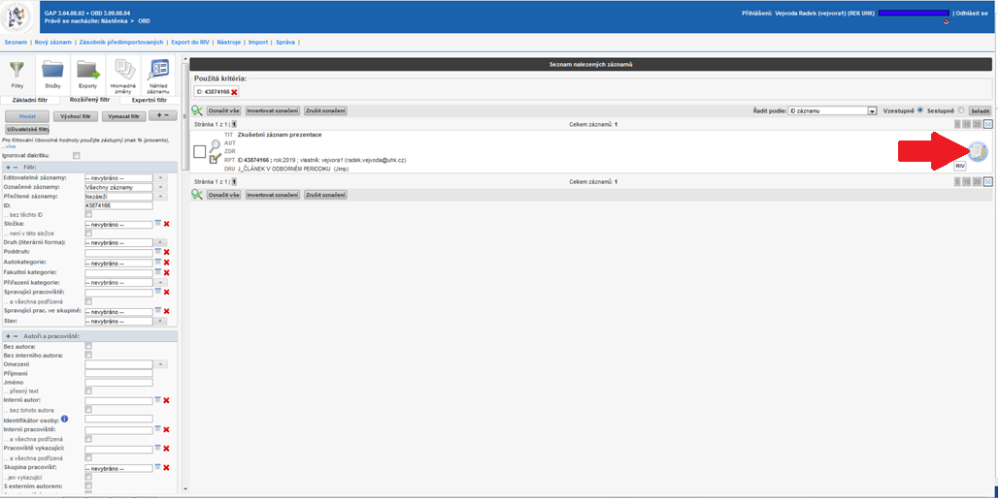 GAP 3.04.08.02 + OBD 3.09.08.04
Právě se nacházíte: Nástěnka > OBD
Přihlášení: Vejvoda Radek (vejvora1) (REK UHK) | Odhlásit se
Seznam | Nový záznam | Zásobník předimportovaných | Export do RIV | Nástroje | Import | Správa |
Filtry
Složky
Exporty
Hromadné změny
Náhled záznamu
Základní filtr
Rozšířený filtr
Expertní filtr
Hledat
Výchozí filtr
Vymazat filtr
+ −
Uživatelské filtry
Pro filtrování libovolné hodnoty použijte zástupný znak % (procento),
...více
Ignorovat diakritiku:
+ − Filtr:
Editovatelné záznamy: -- nevybráno --
Označené záznamy: Všechny záznamy
Přečtené záznamy: Nezáleží
ID: 43874166
... bez těchto ID
Složka: -- nevybráno --
... není v této složce
Druh (literární forma): -- nevybráno --
Poddruh:
Autokategorie: -- nevybráno --
Fakultní kategorie:
Přiřazení kategorie: -- nevybráno --
Spravující pracoviště:
... a všechna podřízená
Spravující prac. ve skupině: -- nevybráno --
Stav: -- nevybráno --
+ − Autoři a pracoviště:
Bez autora:
Bez interního autora:
Omezení
Příjmení
Jméno
... přesný text
Interní autor:
... bez tohoto autora
Identifikátor osoby:
Interní pracoviště:
... a všechna podřízená
Pracoviště vykazující:
... a všechna podřízená
Skupina pracovišť: -- nevybráno --
...jen vykazující
S externím autorem:
Seznam nalezených záznamů
Použitá kritéria:
ID: 43874166
Označit vše
Invertovat označení
Zrušit označení
Řadit podle: ID záznamu Vzestupně Sestupně Seřadit
Stránka 1 z 1 | 1 Celkem záznamů: 1 5 10 20 50
TIT Zkušební záznam prezentace
AUT
ZDR
RPT ID:43874166 ; rok:2019 ; vlastník: vejvora1 (radek.vejvoda@uhk.cz)
DRU J_ČLÁNEK V ODBORNÉM PERIODIKU (Jimp)
RIV
Stránka 1 z 1 | 1 Celkem záznamů: 1 5 10 20 50
Označit vše
Invertovat označení
Zrušit označení